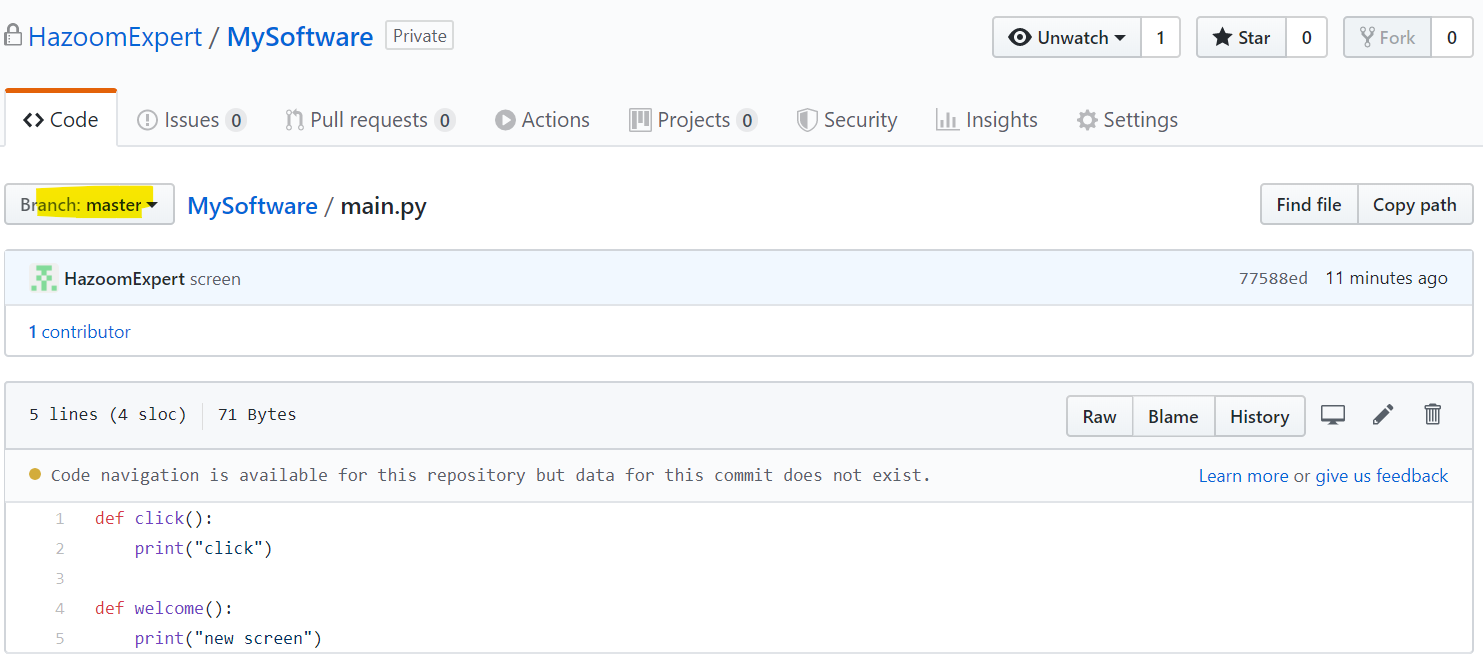 HazoomExpert / MySoftware Private Unwatch 1 Star 0 Fork 0
Code Issues 0 Pull requests 0 Actions Projects 0 Security Insights Settings
Branch: master MySoftware / main.py Find file Copy path
HazoomExpert screen 77588ed 11 minutes ago
1 contributor
5 lines (4 sloc) 71 Bytes Raw Blame History
Code navigation is available for this repository but data for this commit does not exist. Learn more or give us feedback
1 def click():
2     print("click")
3
4 def welcome():
5     print("new screen")